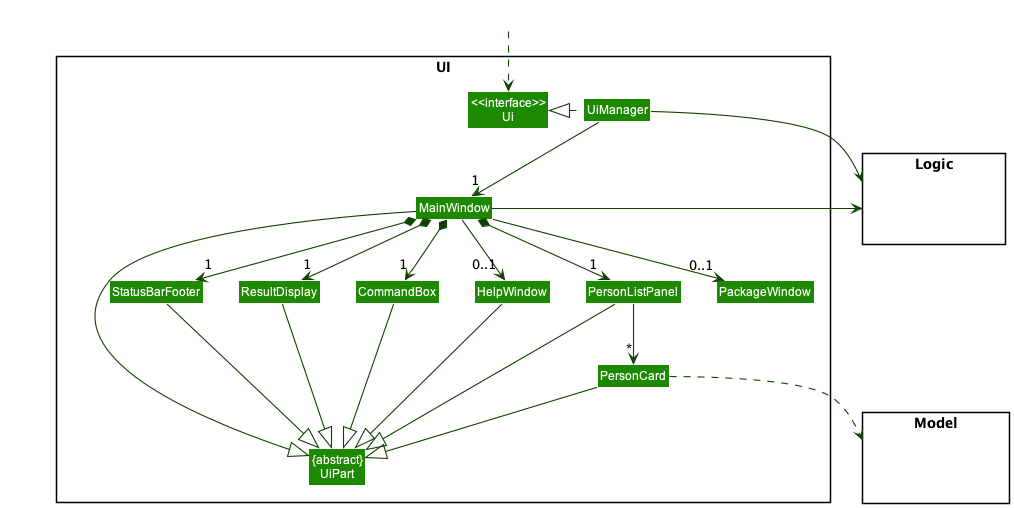 UI
<<interface>>
Ui
UiManager
Logic
1
MainWindow
1
1
1
0..1
1
0..1
StatusBarFooter
ResultDisplay
CommandBox
HelpWindow
PersonListPanel
PackageWindow
*
PersonCard
Model
{abstract}
UiPart